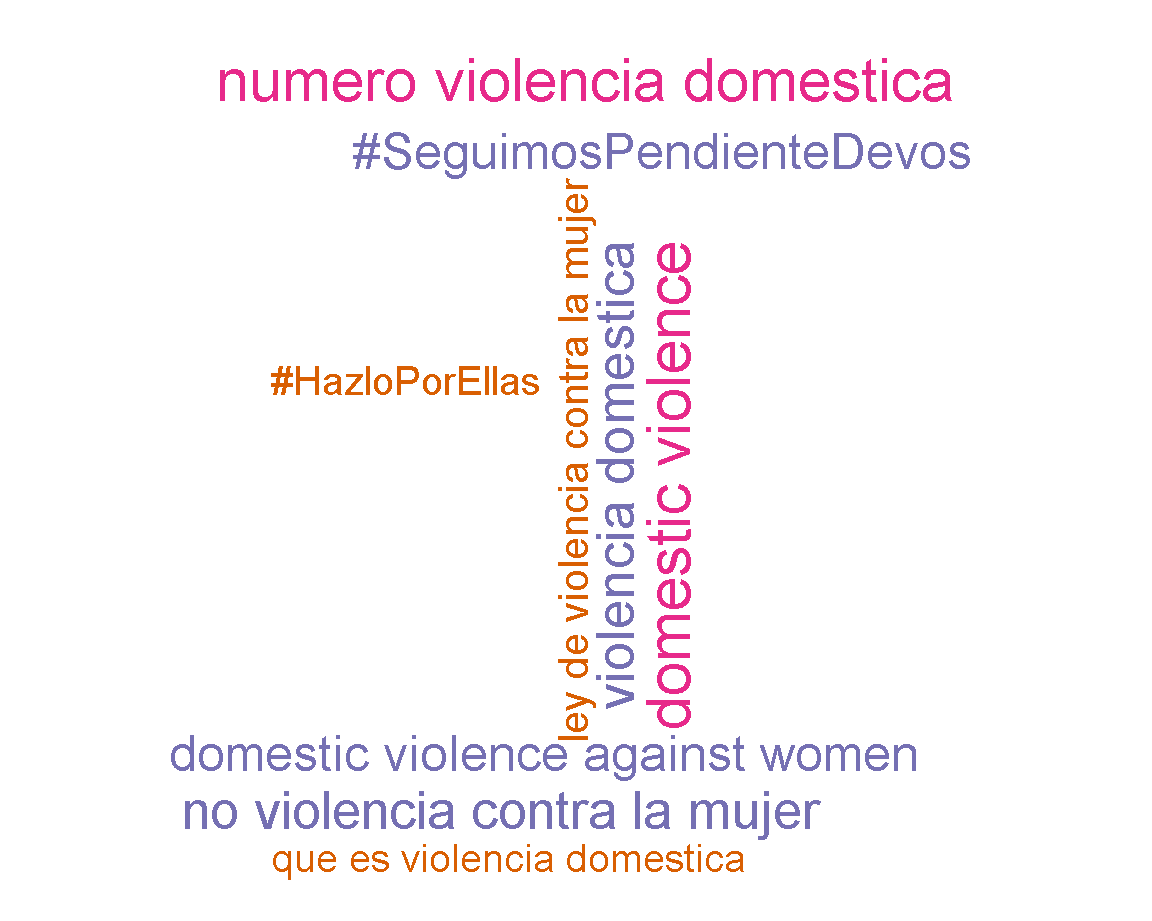 numero violencia domestica
#SeguimosPendienteDevos
ley de violencia contra la mujer
violencia domestica
domestic violence
#HazloPorEllas
domestic violence against women
no violencia contra la mujer
que es violencia domestica